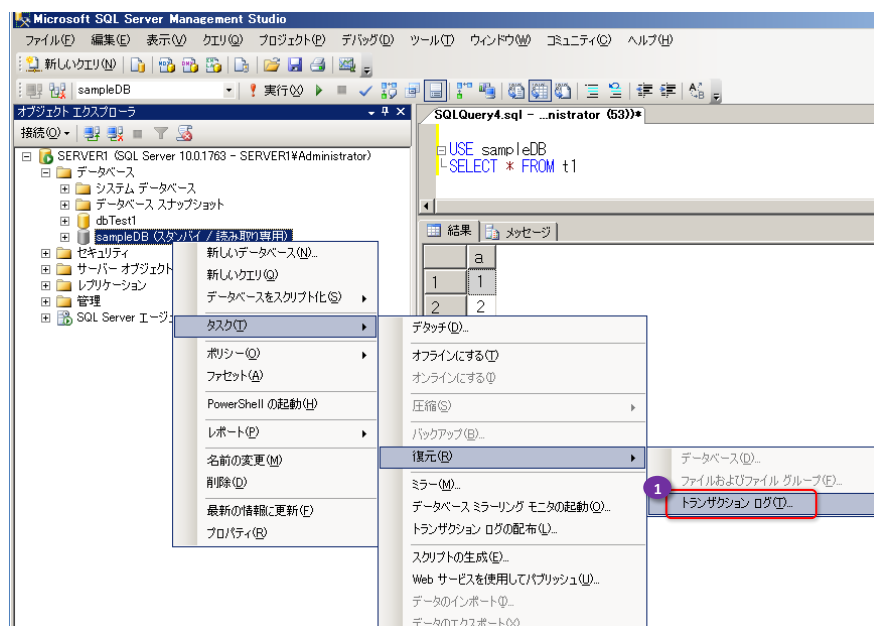 Microsoft SQL Server Management Studio
ファイル(F) 編集(E) 表示(V) クエリ(Q) プロジェクト(P) デバッグ(D) ツール(T) ウィンドウ(W) コミュニティ(C) ヘルプ(H)
新しいクエリ(N)
sampleDB 実行(X)
オブジェクト エクスプローラ
接続(O)
SERVER1 (SQL Server 10.0.1763 - SERVER1¥Administrator)
データベース
システム データベース
データベース スナップショット
dbTest1
sampleDB (スタンバイ / 読み取り専用)
セキュリティ
サーバー オブジェクト
レプリケーション
管理
SQL Server エージ
SQLQuery4.sql - ...nistrator (53))*
USE sampleDB
SELECT * FROM t1
結果 メッセージ
a
1 1
2 2
新しいデータベース(N)...
新しいクエリ(Q)
データベースをスクリプト化(S)
タスク(T)
ポリシー(O)
ファセット(A)
PowerShell の起動(H)
レポート(P)
名前の変更(M)
削除(D)
最新の情報に更新(F)
プロパティ(R)
デタッチ(D)...
オフラインにする(T)
オンラインにする(I)
圧縮(S)
バックアップ(B)...
復元(R)
ミラー(M)...
データベース ミラーリング モニタの起動(O)...
トランザクション ログの配布(L)...
スクリプトの生成(E)...
Web サービスを使用してパブリッシュ(U)...
データのインポート(I)...
データのエクスポート(X)...
データベース(D)...
ファイルおよびファイル グループ(F)...
1
トランザクション ログ(T)...